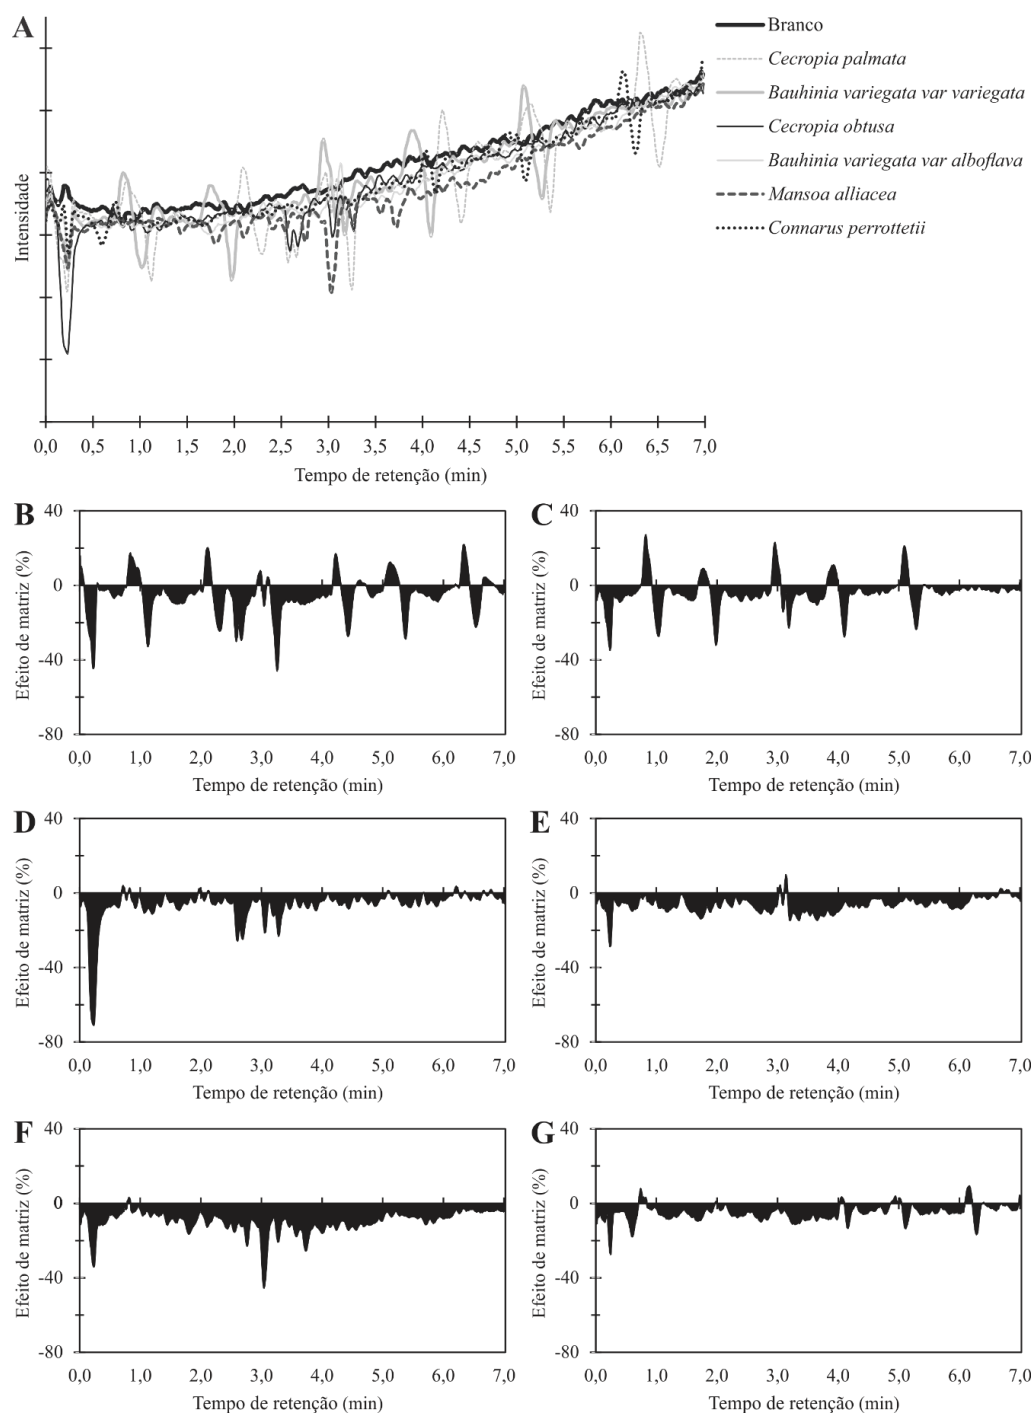 A
Branco
Cecropia palmata
Bauhinia variegata var variegata
Cecropia obtusa
Bauhinia variegata var alboflava
Mansoa alliacea
Connarus perrottetii
Intensidade
0,0 0,5 1,0 1,5 2,0 2,5 3,0 3,5 4,0 4,5 5,0 5,5 6,0 6,5 7,0
Tempo de retenção (min)
B
40
0
-40
-80
Efeito de matriz (%)
0,0 1,0 2,0 3,0 4,0 5,0 6,0 7,0
Tempo de retenção (min)
C
40
0
-40
-80
Efeito de matriz (%)
0,0 1,0 2,0 3,0 4,0 5,0 6,0 7,0
Tempo de retenção (min)
D
40
0
-40
-80
Efeito de matriz (%)
0,0 1,0 2,0 3,0 4,0 5,0 6,0 7,0
Tempo de retenção (min)
E
40
0
-40
-80
Efeito de matriz (%)
0,0 1,0 2,0 3,0 4,0 5,0 6,0 7,0
Tempo de retenção (min)
F
40
0
-40
-80
Efeito de matriz (%)
0,0 1,0 2,0 3,0 4,0 5,0 6,0 7,0
Tempo de retenção (min)
G
40
0
-40
-80
Efeito de matriz (%)
0,0 1,0 2,0 3,0 4,0 5,0 6,0 7,0
Tempo de retenção (min)